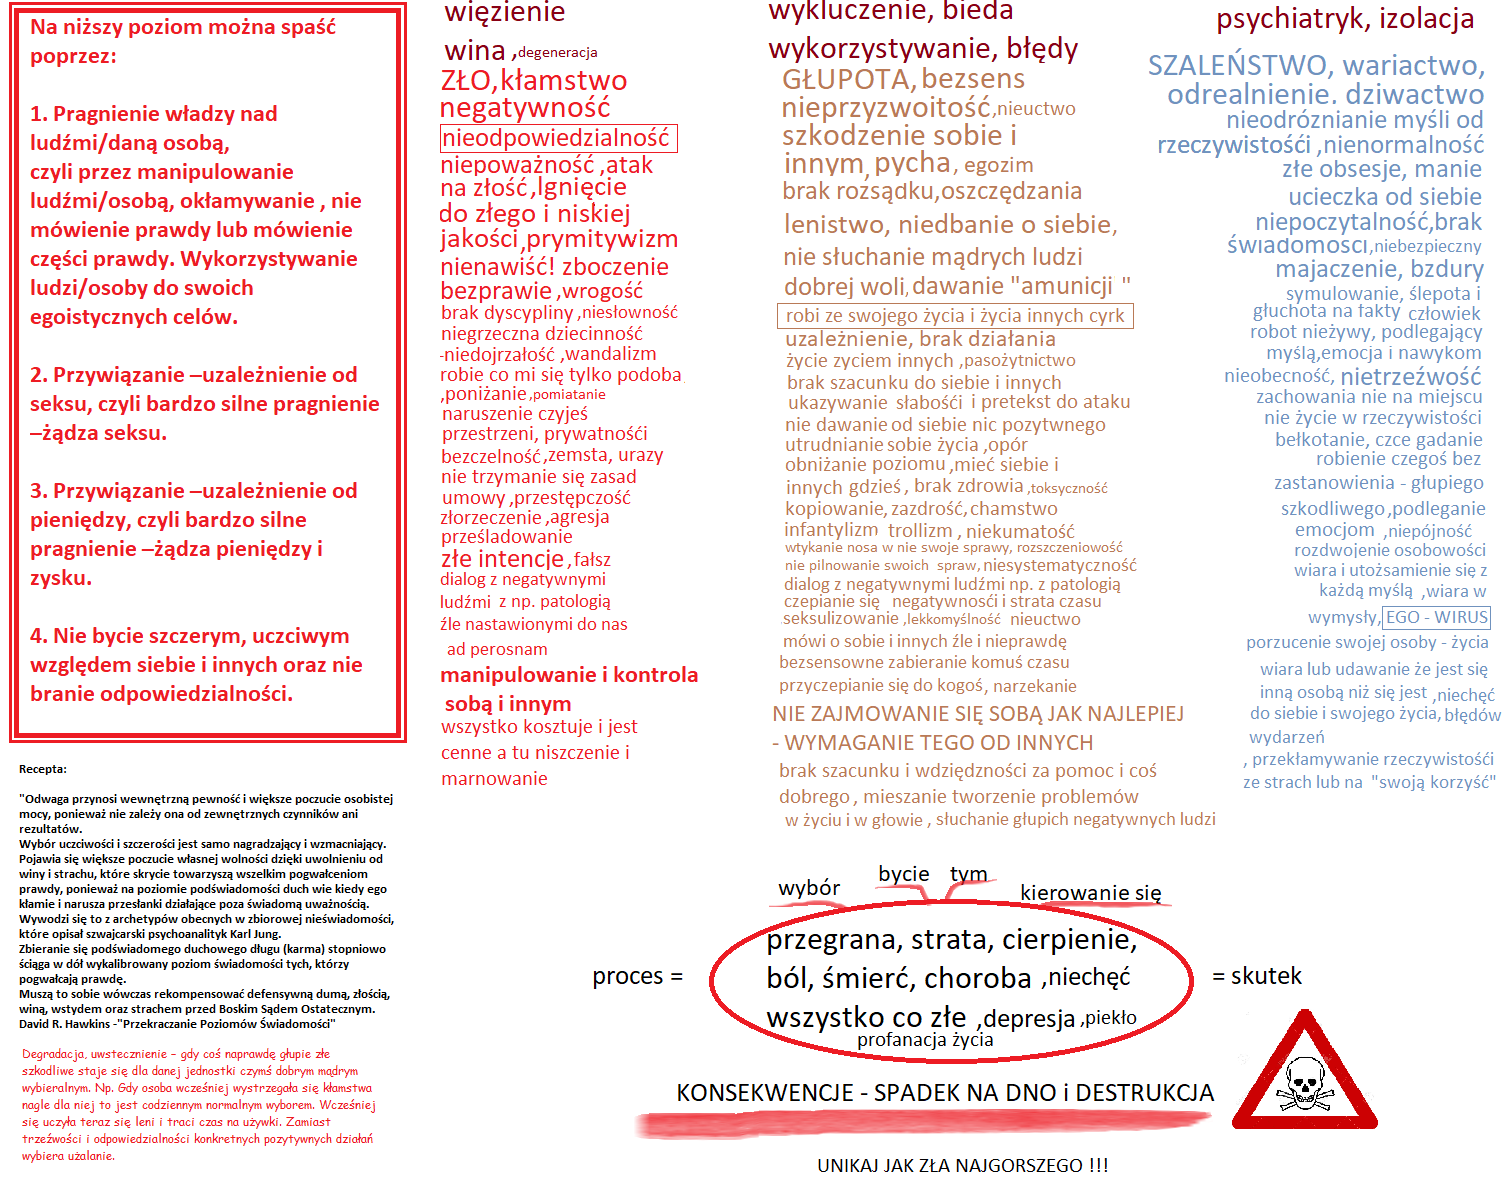 Na niższy poziom można spaść
poprzez:
1. Pragnienie władzy nad
ludźmi/daną osobą,
czyli przez manipulowanie
ludźmi/osobą, okłamywanie , nie
mówienie prawdy lub mówienie
części prawdy. Wykorzystywanie
ludzi/osoby do swoich
egoistycznych celów.
2. Przywiązanie –uzależnienie od
seksu, czyli bardzo silne pragnienie
–żądza seksu.
3. Przywiązanie –uzależnienie od
pieniędzy, czyli bardzo silne
pragnienie –żądza pieniędzy i
zysku.
4. Nie bycie szczerym, uczciwym
względem siebie i innych oraz nie
branie odpowiedzialności.
Recepta:
"Odwaga przynosi wewnętrzną pewność i większe poczucie osobistej
mocy, ponieważ nie zależy ona od zewnętrznych czynników ani
rezultatów.
Wybór uczciwości i szczerości jest samo nagradzający i wzmacniający.
Pojawia się większe poczucie własnej wolności dzięki uwolnieniu od
winy i strachu, które skrycie towarzyszą wszelkim pogwałceniom
prawdy, ponieważ na poziomie podświadomości duch wie kiedy ego
kłamie i narusza przesłanki działające poza świadomą uważnością.
Wywodzi się to z archetypów obecnych w zbiorowej nieświadomości,
które opisał szwajcarski psychoanalityk Karl Jung.
Zbieranie się podświadomego duchowego długu (karma) stopniowo
ściąga w dół wykalibrowany poziom świadomości tych, którzy
pogwałcają prawdę.
Muszą to sobie wówczas rekompensować defensywną dumą, złością,
winą, wstydem oraz strachem przed Boskim Sądem Ostatecznym.
David R. Hawkins -"Przekraczanie Poziomów Świadomości"
Degradacja, uwstecznienie – gdy coś naprawdę głupie złe
szkodliwe staje się dla danej jednostki czymś dobrym mądrym
wybieralnym. Np. Gdy osoba wcześniej wystrzegała się kłamstwa
nagle dla niej to jest codziennym normalnym wyborem. Wcześniej
się uczyła teraz się leni i traci czas na używki. Zamiast
trzeźwości i odpowiedzialności konkretnych pozytywnych działań
wybiera użalanie.
więzienie
wina ,degeneracja
ZŁO,kłamstwo
negatywność
nieodpowiedzialność
niepoważność ,atak
na złość ,lgnięcie
do złego i niskiej
jakości,prymitywizm
nienawiść! zboczenie
bezprawie ,wrogość
brak dyscypliny ,niesłowność
niegrzeczna dziecinność
-niedojrzałość ,wandalizm
robie co mi się tylko podoba
,poniżanie ,pomiatanie
naruszenie czyjeś
przestrzeni, prywatnośći
bezczelność ,zemsta, urazy
nie trzymanie się zasad
umowy ,przestępczość
złorzeczenie ,agresja
prześladowanie
złe intencje ,fałsz
dialog z negatywnymi
ludźmi z np. patologią
źle nastawionymi do nas
ad perosnam
manipulowanie i kontrola
sobą i innym
wszystko kosztuje i jest
cenne a tu niszczenie i
marnowanie
wykluczenie, bieda
wykorzystywanie, błędy
GŁUPOTA, bezsens
nieprzyzwoitość,nieuctwo
szkodzenie sobie i
innym, pycha , egozim
brak rozsądku,oszczędzania
lenistwo, niedbanie o siebie,
nie słuchanie mądrych ludzi
dobrej woli, dawanie "amunicji "
robi ze swojego życia i życia innych cyrk
uzależnienie, brak działania
życie zyciem innych ,pasożytnictwo
brak szacunku do siebie i innych
ukazywanie słabośći i pretekst do ataku
nie dawanie od siebie nic pozytwnego
utrudnianie sobie życia ,opór
obniżanie poziomu ,mieć siebie i
innych gdzieś , brak zdrowia ,toksyczność
kopiowanie, zazdrość, chamstwo
infantylizm trollizm , niekumatość
wtykanie nosa w nie swoje sprawy, rozszczeniowość
nie pilnowanie swoich spraw, niesystematyczność
dialog z negatywnymi ludźmi np. z patologią
czepianie się negatywnosći i strata czasu
.seksulizowanie ,lekkomyślność nieuctwo
mówi o sobie i innych źle i nieprawdę
bezsensowne zabieranie komuś czasu
przyczepianie się do kogoś, narzekanie
NIE ZAJMOWANIE SIĘ SOBĄ JAK NAJLEPIEJ
- WYMAGANIE TEGO OD INNYCH
brak szacunku i wdziędzności za pomoc i coś
dobrego , mieszanie tworzenie problemów
w życiu i w głowie , słuchanie głupich negatywnych ludzi
psychiatryk, izolacja
SZALEŃSTWO, wariactwo,
odrealnienie. dziwactwo
nieodróznianie myśli od
rzeczywistośći ,nienormalność
złe obsesje, manie
ucieczka od siebie
niepoczytalność,brak
świadomosci,niebezpieczny
majaczenie, bzdury
symulowanie, ślepota i
głuchota na fakty człowiek
robot nieżywy, podlegający
myślą,emocja i nawykom
nieobecność, nietrzeźwość
zachowania nie na miejscu
nie życie w rzeczywistości
bełkotanie, czce gadanie
robienie czegoś bez
zastanowienia - głupiego
szkodliwego,podleganie
emocjom ,niepójność
rozdwojenie osobowości
wiara i utożsamienie się z
każdą myślą ,wiara w
wymysły, EGO - WIRUS
porzucenie swojej osoby - życia
wiara lub udawanie że jest się
inną osobą niż się jest ,niechęć
do siebie i swojego życia, błędów
wydarzeń
, przekłamywanie rzeczywistośći
ze strach lub na "swoją korzyść"
wybór bycie tym kierowanie się
przegrana, strata, cierpienie,
proces = ból, śmierć, choroba ,niechęć = skutek
wszystko co złe ,depresja ,piekło
profanacja życia
KONSEKWENCJE - SPADEK NA DNO i DESTRUKCJA
UNIKAJ JAK ZŁA NAJGORSZEGO !!!